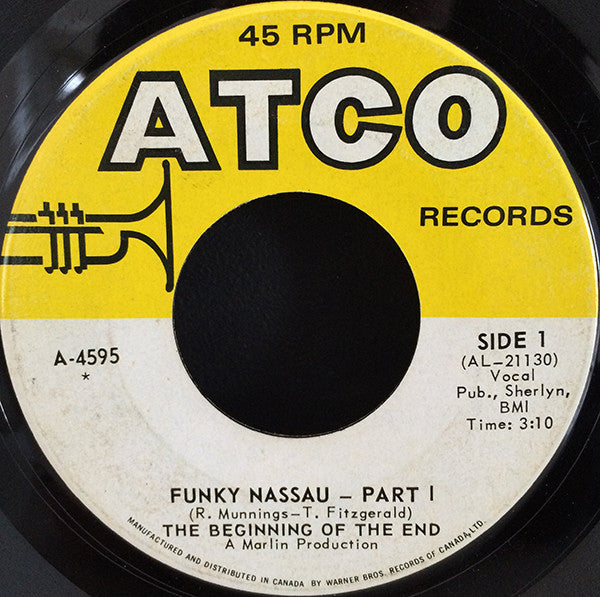 45 RPM
ATCO
RECORDS
A-4595
*
SIDE 1
(AL-21130)
Vocal
Pub., Sherlyn,
BMI
Time: 3:10
FUNKY NASSAU - PART I
(R. Munnings-T. Fitzgerald)
THE BEGINNING OF THE END
A Marlin Production
MANUFACTURED AND DISTRIBUTED IN CANADA BY WARNER BROS. RECORDS OF CANADA, LTD.